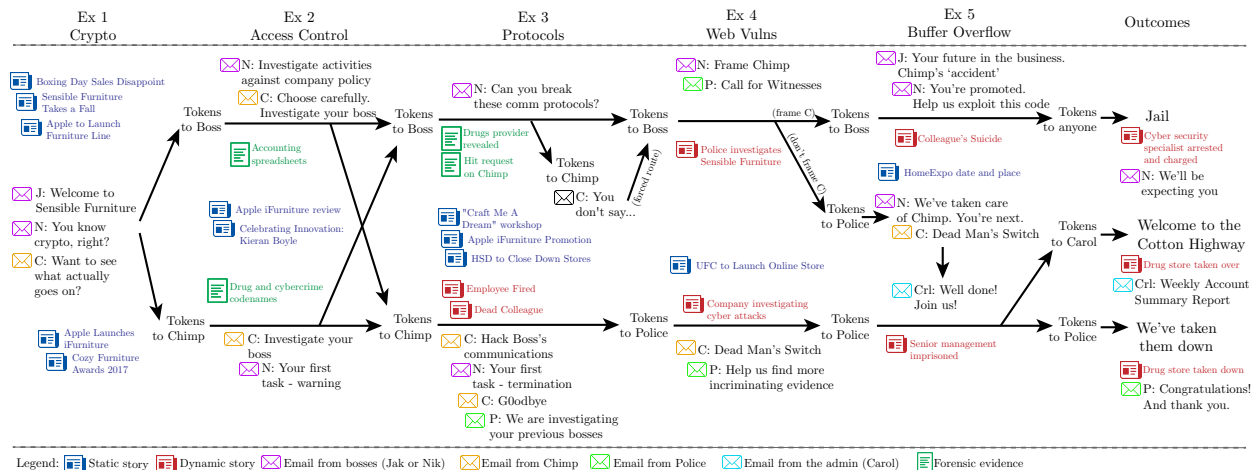 Ex 1
Crypto
Ex 2
Access Control
Ex 3
Protocols
Ex 4
Web Vulns
Ex 5
Buffer Overflow
Outcomes
Boxing Day Sales Disappoint
Sensible Furniture
Takes a Fall
Apple to Launch
Furniture Line
J: Welcome to
Sensible Furniture
N: You know
crypto, right?
C: Want to see
what actually
goes on?
Apple Launches
iFurniture
Cozy Furniture
Awards 2017
Tokens
to Boss
Tokens
to Chimp
N: Investigate activities
against company policy
C: Choose carefully.
Investigate your boss
Accounting
spreadsheets
Apple iFurniture review
Celebrating Innovation:
Kieran Boyle
Drug and cybercrime
codenames
C: Investigate your
boss
N: Your first
task - warning
Tokens
to Boss
Tokens
to Chimp
N: Can you break
these comm protocols?
Drugs provider
revealed
Hit request
on Chimp
Tokens
to Chimp
C: You
don't say...
(forced route)
"Craft Me A
Dream" workshop
Apple iFurniture Promotion
HSD to Close Down Stores
Employee Fired
Dead Colleague
C: Hack Boss's
communications
N: Your first
task - termination
C: G0odbye
P: We are investigating
your previous bosses
Tokens
to Boss
Tokens
to Police
N: Frame Chimp
P: Call for Witnesses
(frame C)
(don't frame C)
Police investigates
Sensible Furniture
UFC to Launch Online Store
Company investigating
cyber attacks
C: Dead Man's Switch
P: Help us find more
incriminating evidence
Tokens
to Boss
Tokens
to Police
Tokens
to Police
J: Your future in the business.
Chimp's 'accident'
N: You're promoted.
Help us exploit this code
Colleague's Suicide
HomeExpo date and place
N: We've taken care
of Chimp. You're next.
C: Dead Man's Switch
Crl: Well done!
Join us!
Senior management
imprisoned
Tokens
to anyone
Tokens
to Carol
Tokens
to Police
Jail
Cyber security
specialist arrested
and charged
N: We'll be
expecting you
Welcome to the
Cotton Highway
Drug store taken over
Crl: Weekly Account
Summary Report
We've taken
them down
Drug store taken down
P: Congratulations!
And thank you.
Legend:
Static story
Dynamic story
Email from bosses (Jak or Nik)
Email from Chimp
Email from Police
Email from the admin (Carol)
Forensic evidence